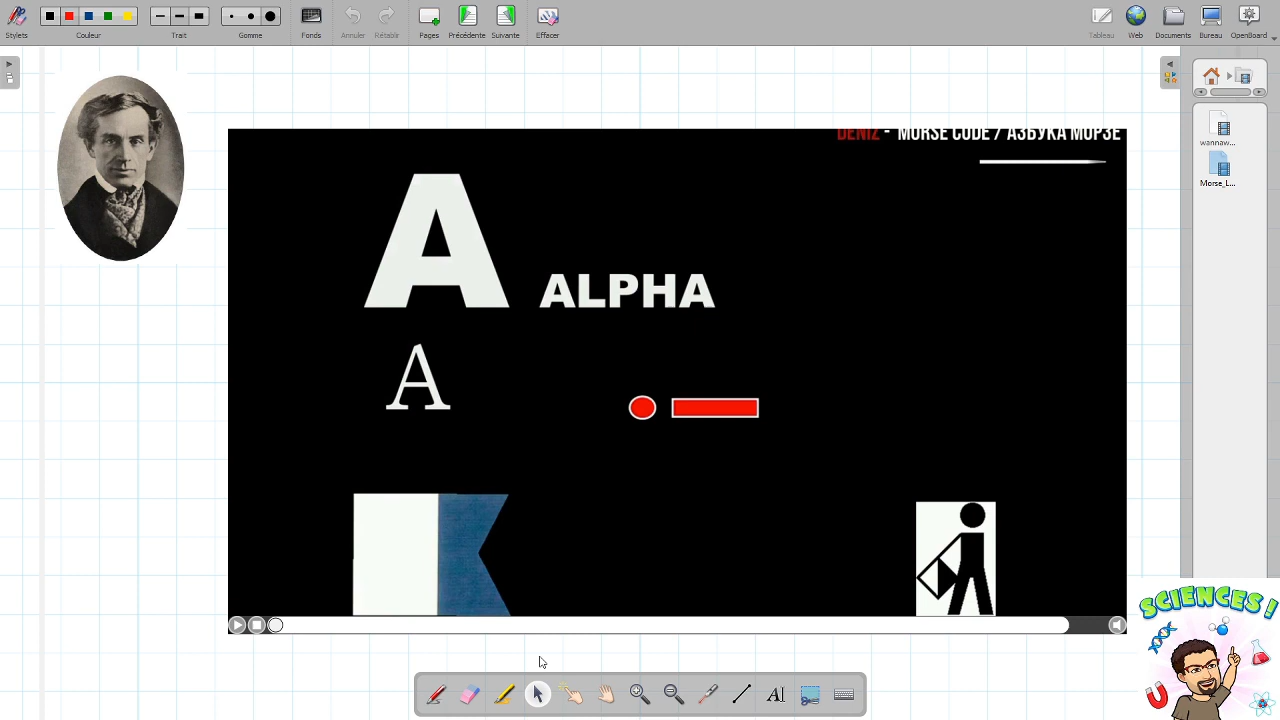 Stylets
Couleur
Trait
Gomme
Fonds
Annuler
Rétablir
Pages
Précédente
Suivante
Effacer
Tableau
Web
Documents
Bureau
OpenBoard
wannaw...
Morse_L...
DENIZ - MORSE CODE / АЗБУКА МОРЗЕ
A
ALPHA
A
SCIENCES !